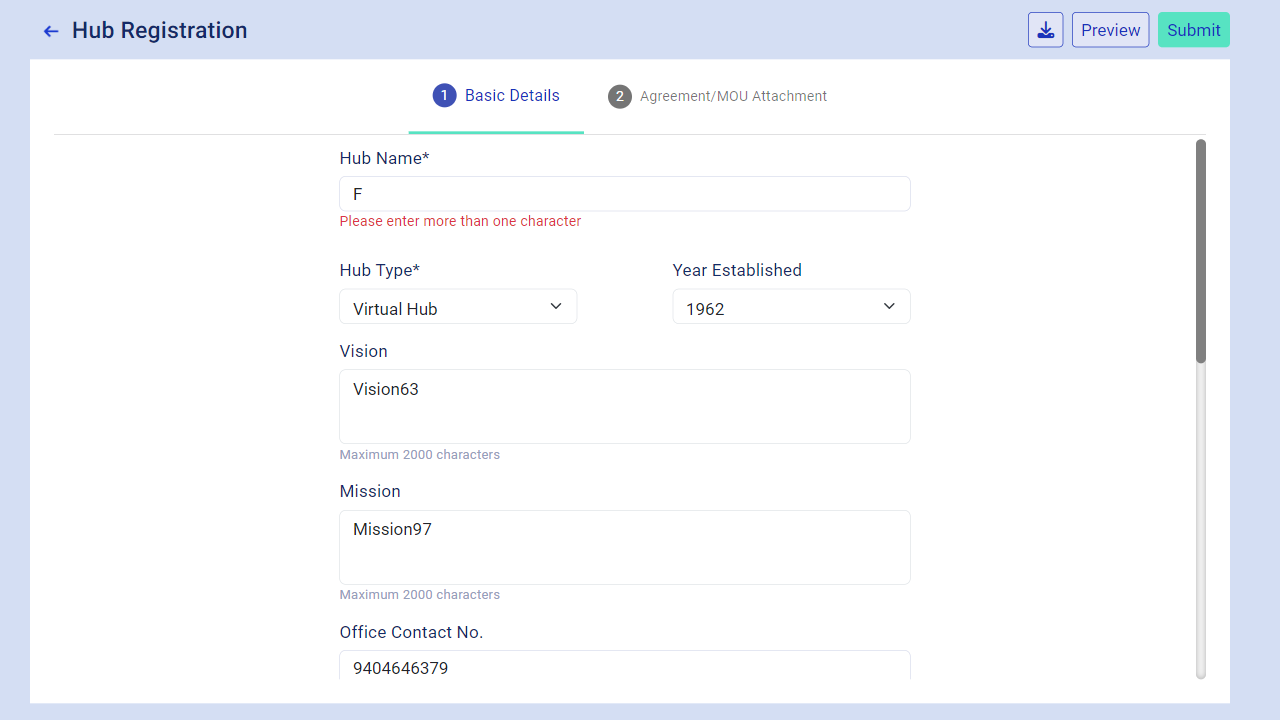 Hub Registration
Preview
Submit
1 Basic Details
2 Agreement/MOU Attachment
Hub Name*
F
Please enter more than one character
Hub Type* Year Established
Virtual Hub 1962
Vision
Vision63
Maximum 2000 characters
Mission
Mission97
Maximum 2000 characters
Office Contact No.
9404646379